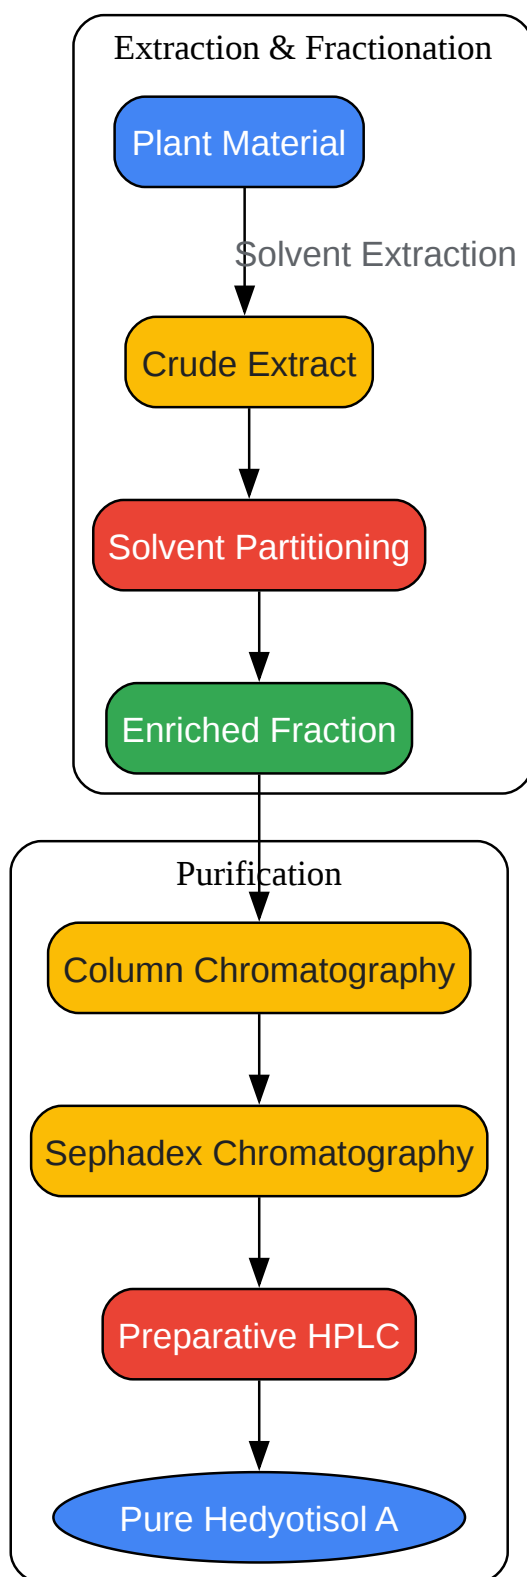 Extraction & Fractionation
Plant Material
Solvent Extraction
Crude Extract
Solvent Partitioning
Enriched Fraction
Purification
Column Chromatography
Sephadex Chromatography
Preparative HPLC
Pure Hedyotisol A